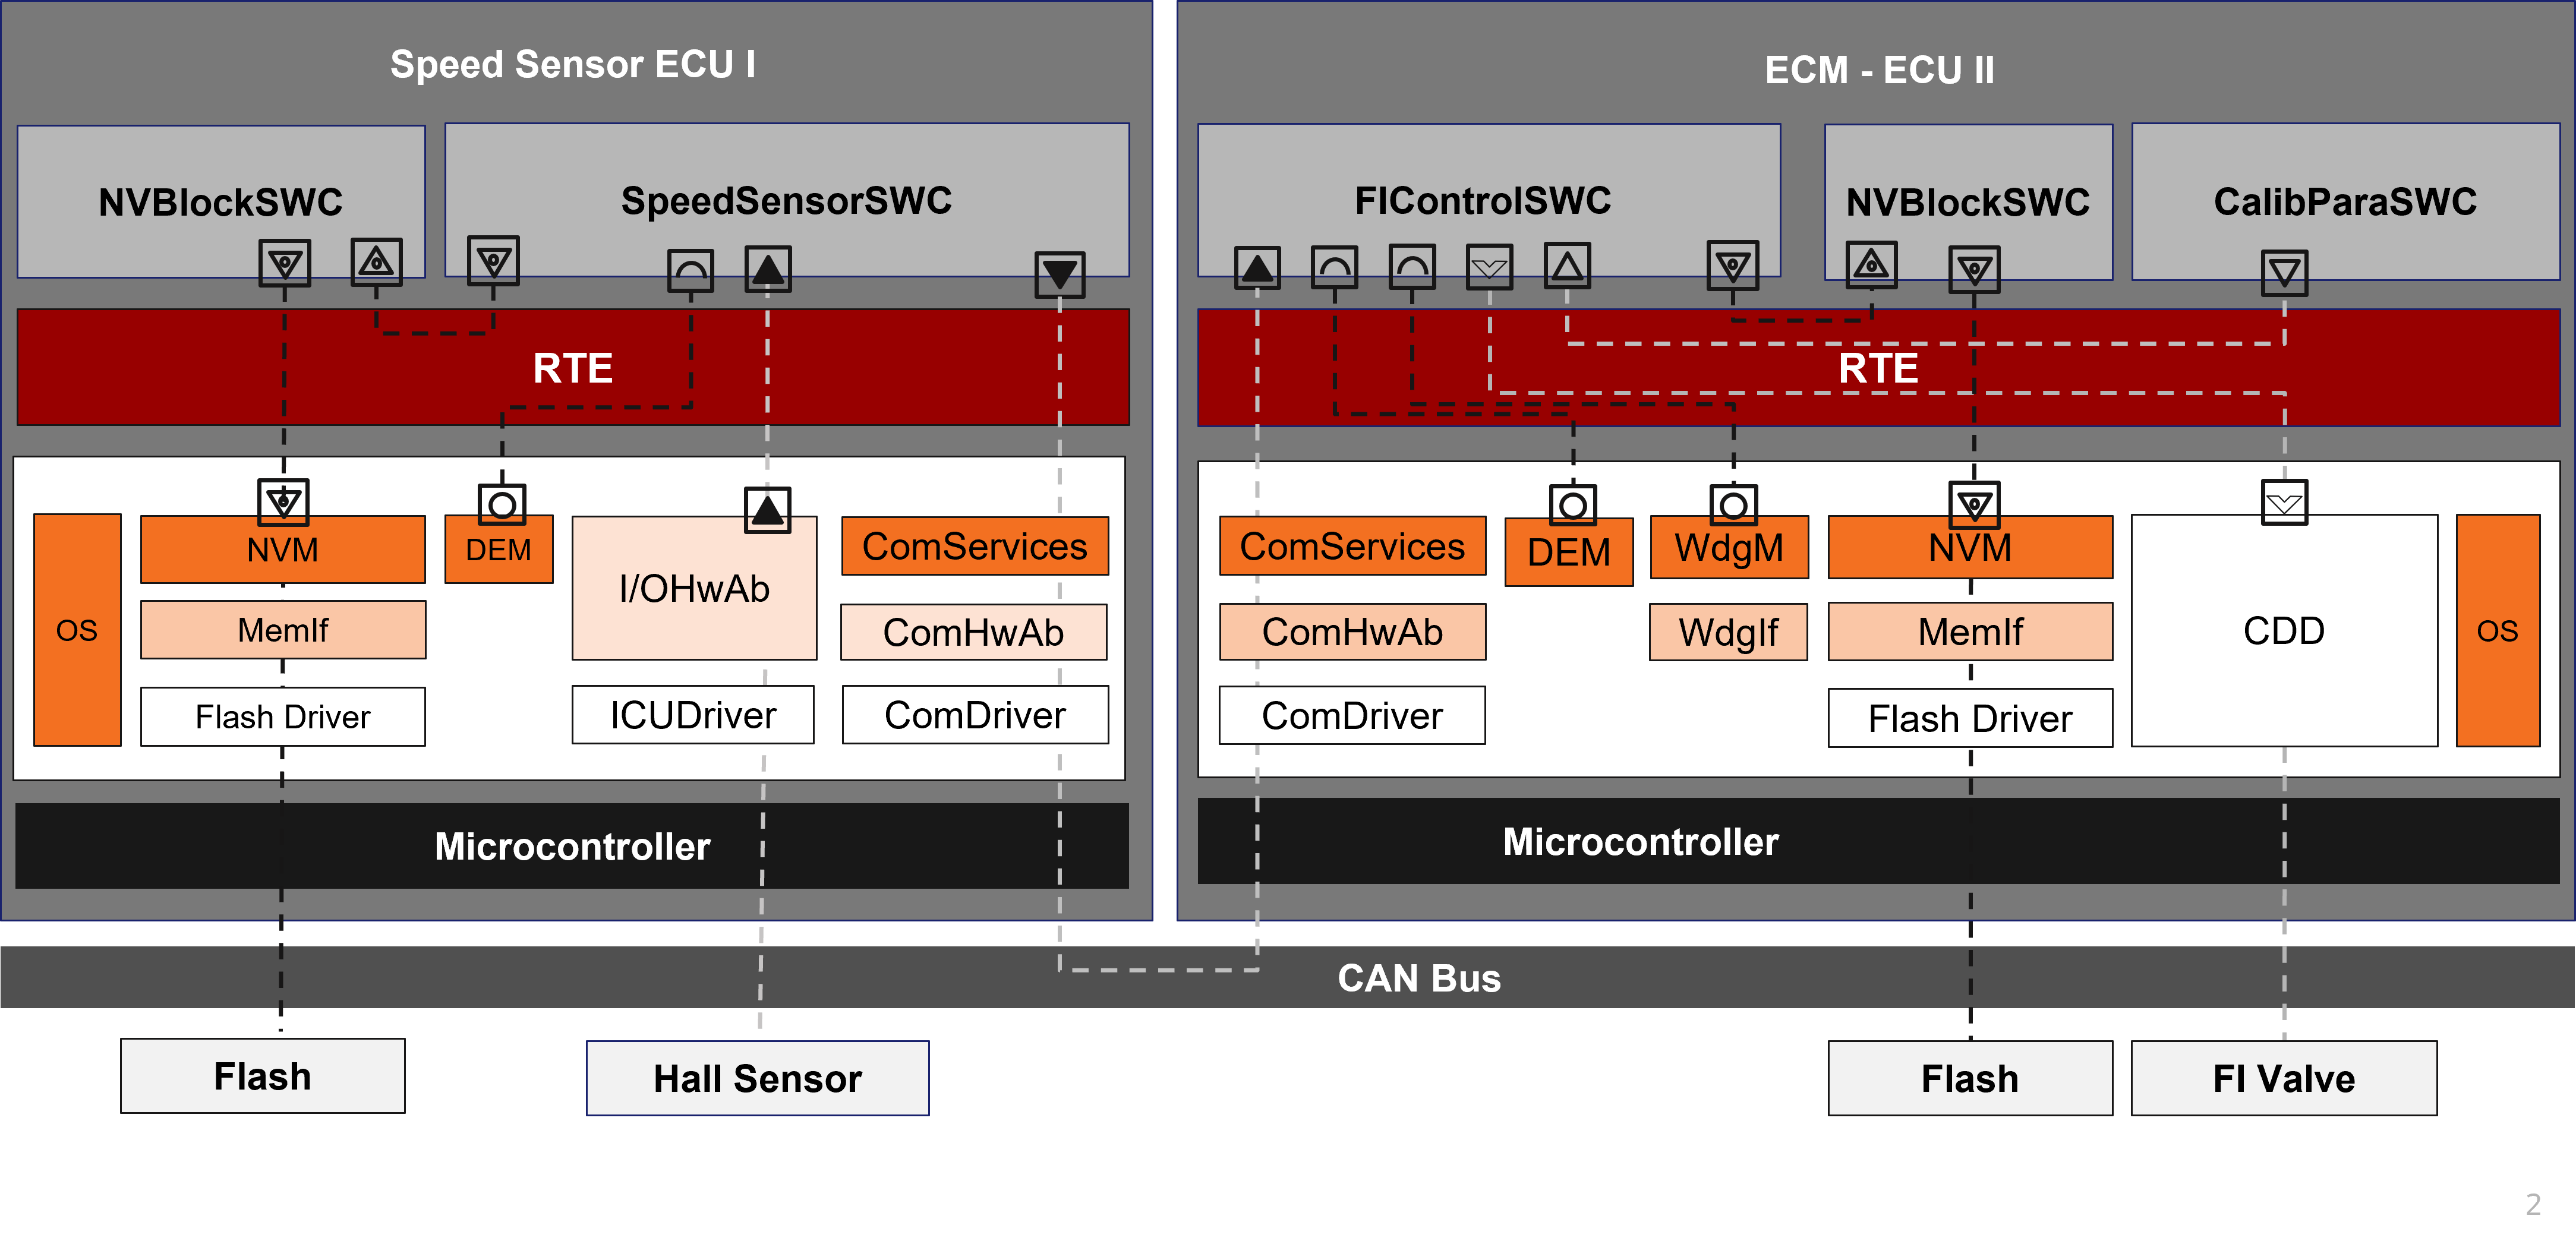 Speed Sensor ECU I
NVBlockSWC
SpeedSensorSWC
RTE
OS
NVM
MemIf
Flash Driver
DEM
I/OHwAb
ICUDriver
ComServices
ComHwAb
ComDriver
Microcontroller
ECM - ECU II
FIControlSWC
NVBlockSWC
CalibParaSWC
RTE
ComServices
ComHwAb
ComDriver
DEM
WdgM
WdgIf
NVM
MemIf
Flash Driver
CDD
OS
Microcontroller
CAN Bus
Flash
Hall Sensor
Flash
FI Valve
2